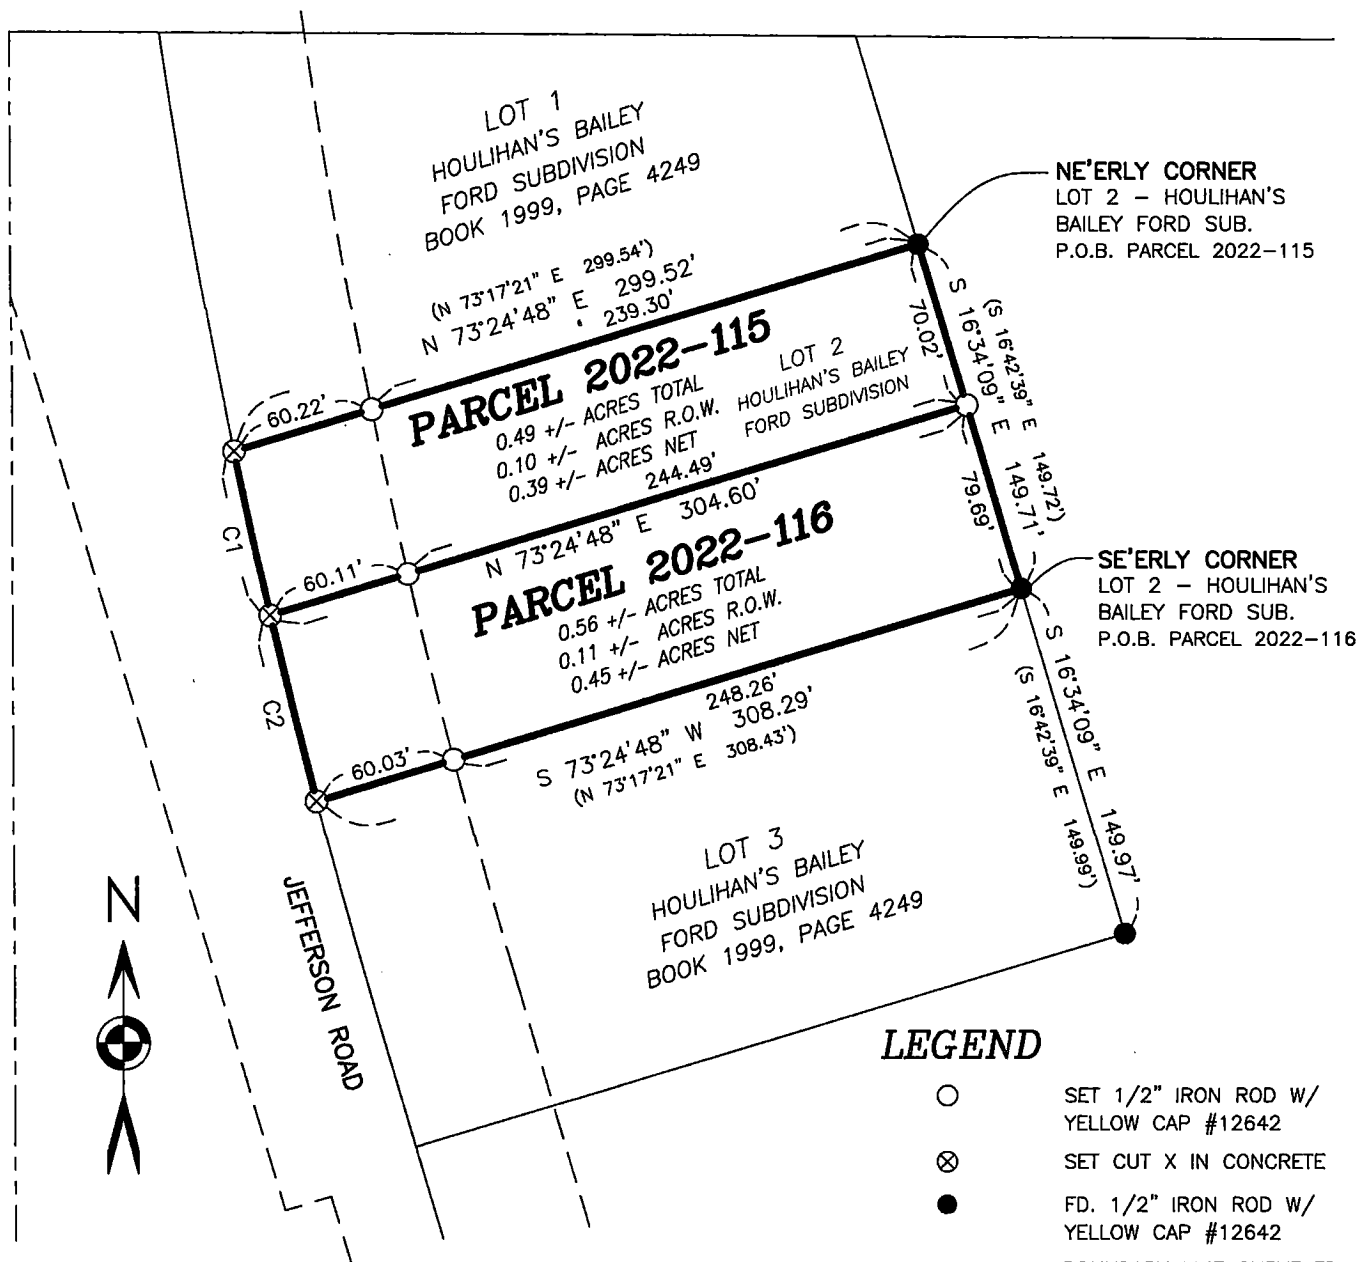 LOT 1
HOULIHAN'S BAILEY
FORD SUBDIVISION
BOOK 1999, PAGE 4249
NE'ERLY CORNER
LOT 2 – HOULIHAN'S
BAILEY FORD SUB.
P.O.B. PARCEL 2022–115
(N 73°17'21" E 299.54')
N 73°24'48" E 299.52'
239.30'
60.22'
PARCEL 2022–115
0.49 +/– ACRES TOTAL
0.10 +/– ACRES R.O.W.
0.39 +/– ACRES NET
LOT 2
HOULIHAN'S BAILEY
FORD SUBDIVISION
70.02'
S 16°34'09" E 149.71'
(S 16°42'39" E 149.72')
C1
244.49'
N 73°24'48" E 304.60'
60.11'
79.69'
PARCEL 2022–116
0.56 +/– ACRES TOTAL
0.11 +/– ACRES R.O.W.
0.45 +/– ACRES NET
SE'ERLY CORNER
LOT 2 – HOULIHAN'S
BAILEY FORD SUB.
P.O.B. PARCEL 2022–116
C2
248.26'
S 73°24'48" W 308.29'
(N 73°17'21" E 308.43')
60.03'
S 16°34'09" E 149.97'
(S 16°42'39" E 149.99')
LOT 3
HOULIHAN'S BAILEY
FORD SUBDIVISION
BOOK 1999, PAGE 4249
JEFFERSON ROAD
N
LEGEND
SET 1/2" IRON ROD W/
YELLOW CAP #12642
SET CUT X IN CONCRETE
FD. 1/2" IRON ROD W/
YELLOW CAP #12642